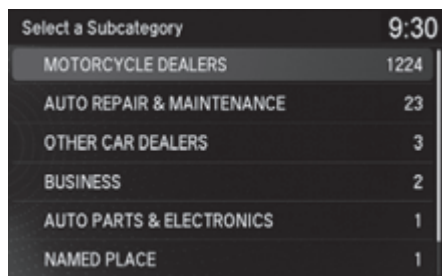 Select a Subcategory 9:30
MOTORCYCLE DEALERS 1224
AUTO REPAIR & MAINTENANCE 23
OTHER CAR DEALERS 3
BUSINESS 2
AUTO PARTS & ELECTRONICS 1
NAMED PLACE 1